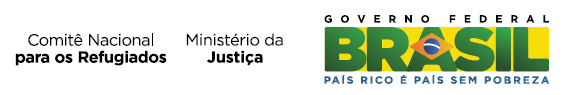 Comitê Nacional
para os Refugiados
Ministério da
Justiça
GOVERNO FEDERAL
BRASIL
PAÍS RICO É PAÍS SEM POBREZA